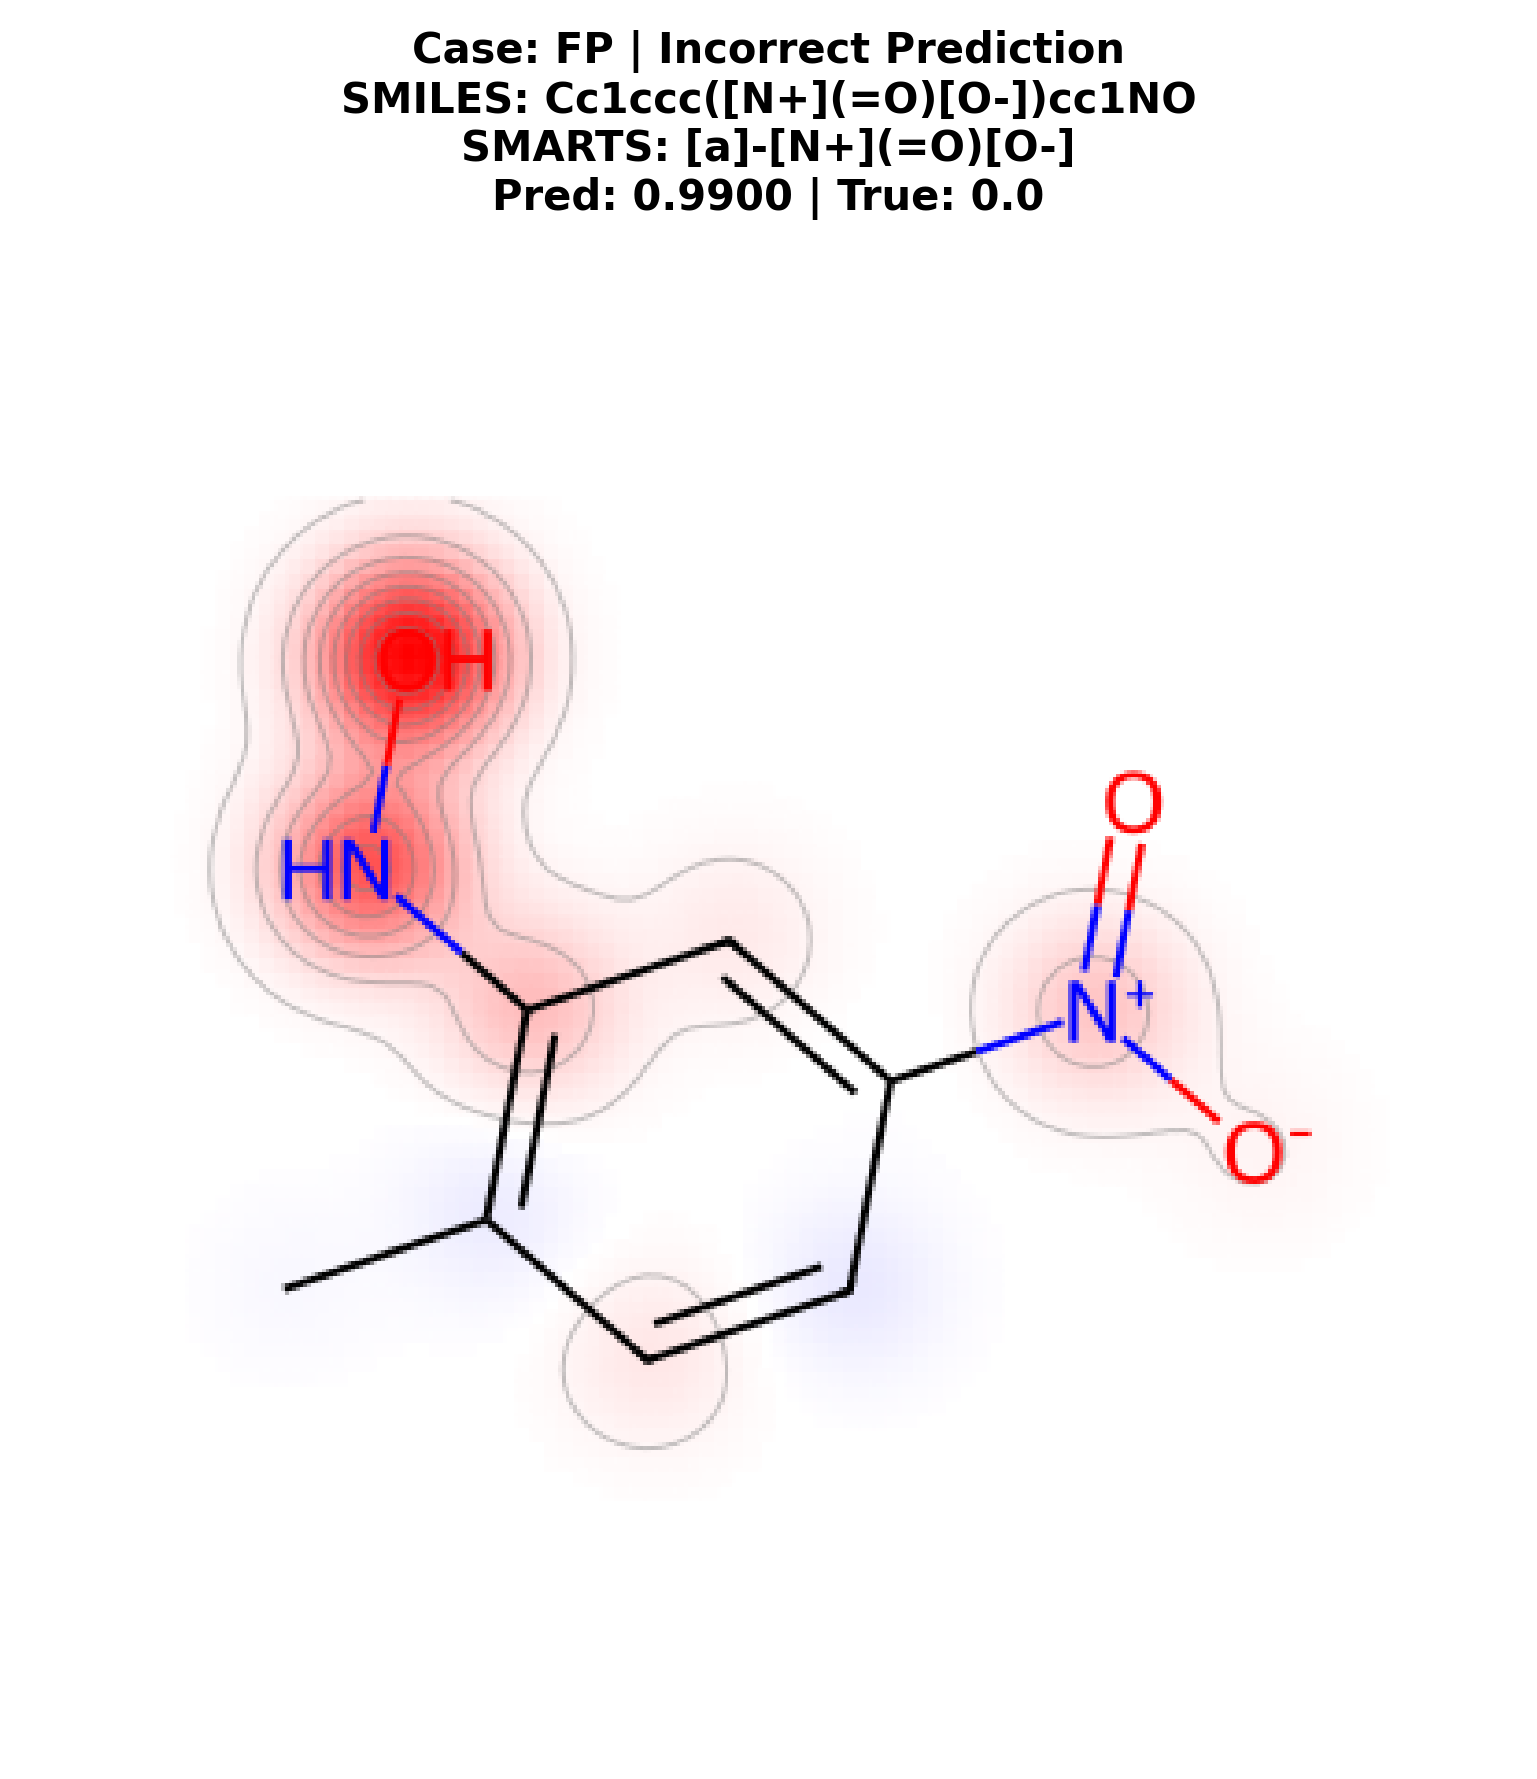 Case: FP | Incorrect Prediction
SMILES: Cc1ccc([N+](=O)[O-])cc1NO
SMARTS: [a]-[N+](=O)[O-]
Pred: 0.9900 | True: 0.0
OH
O
HN
N+
O-